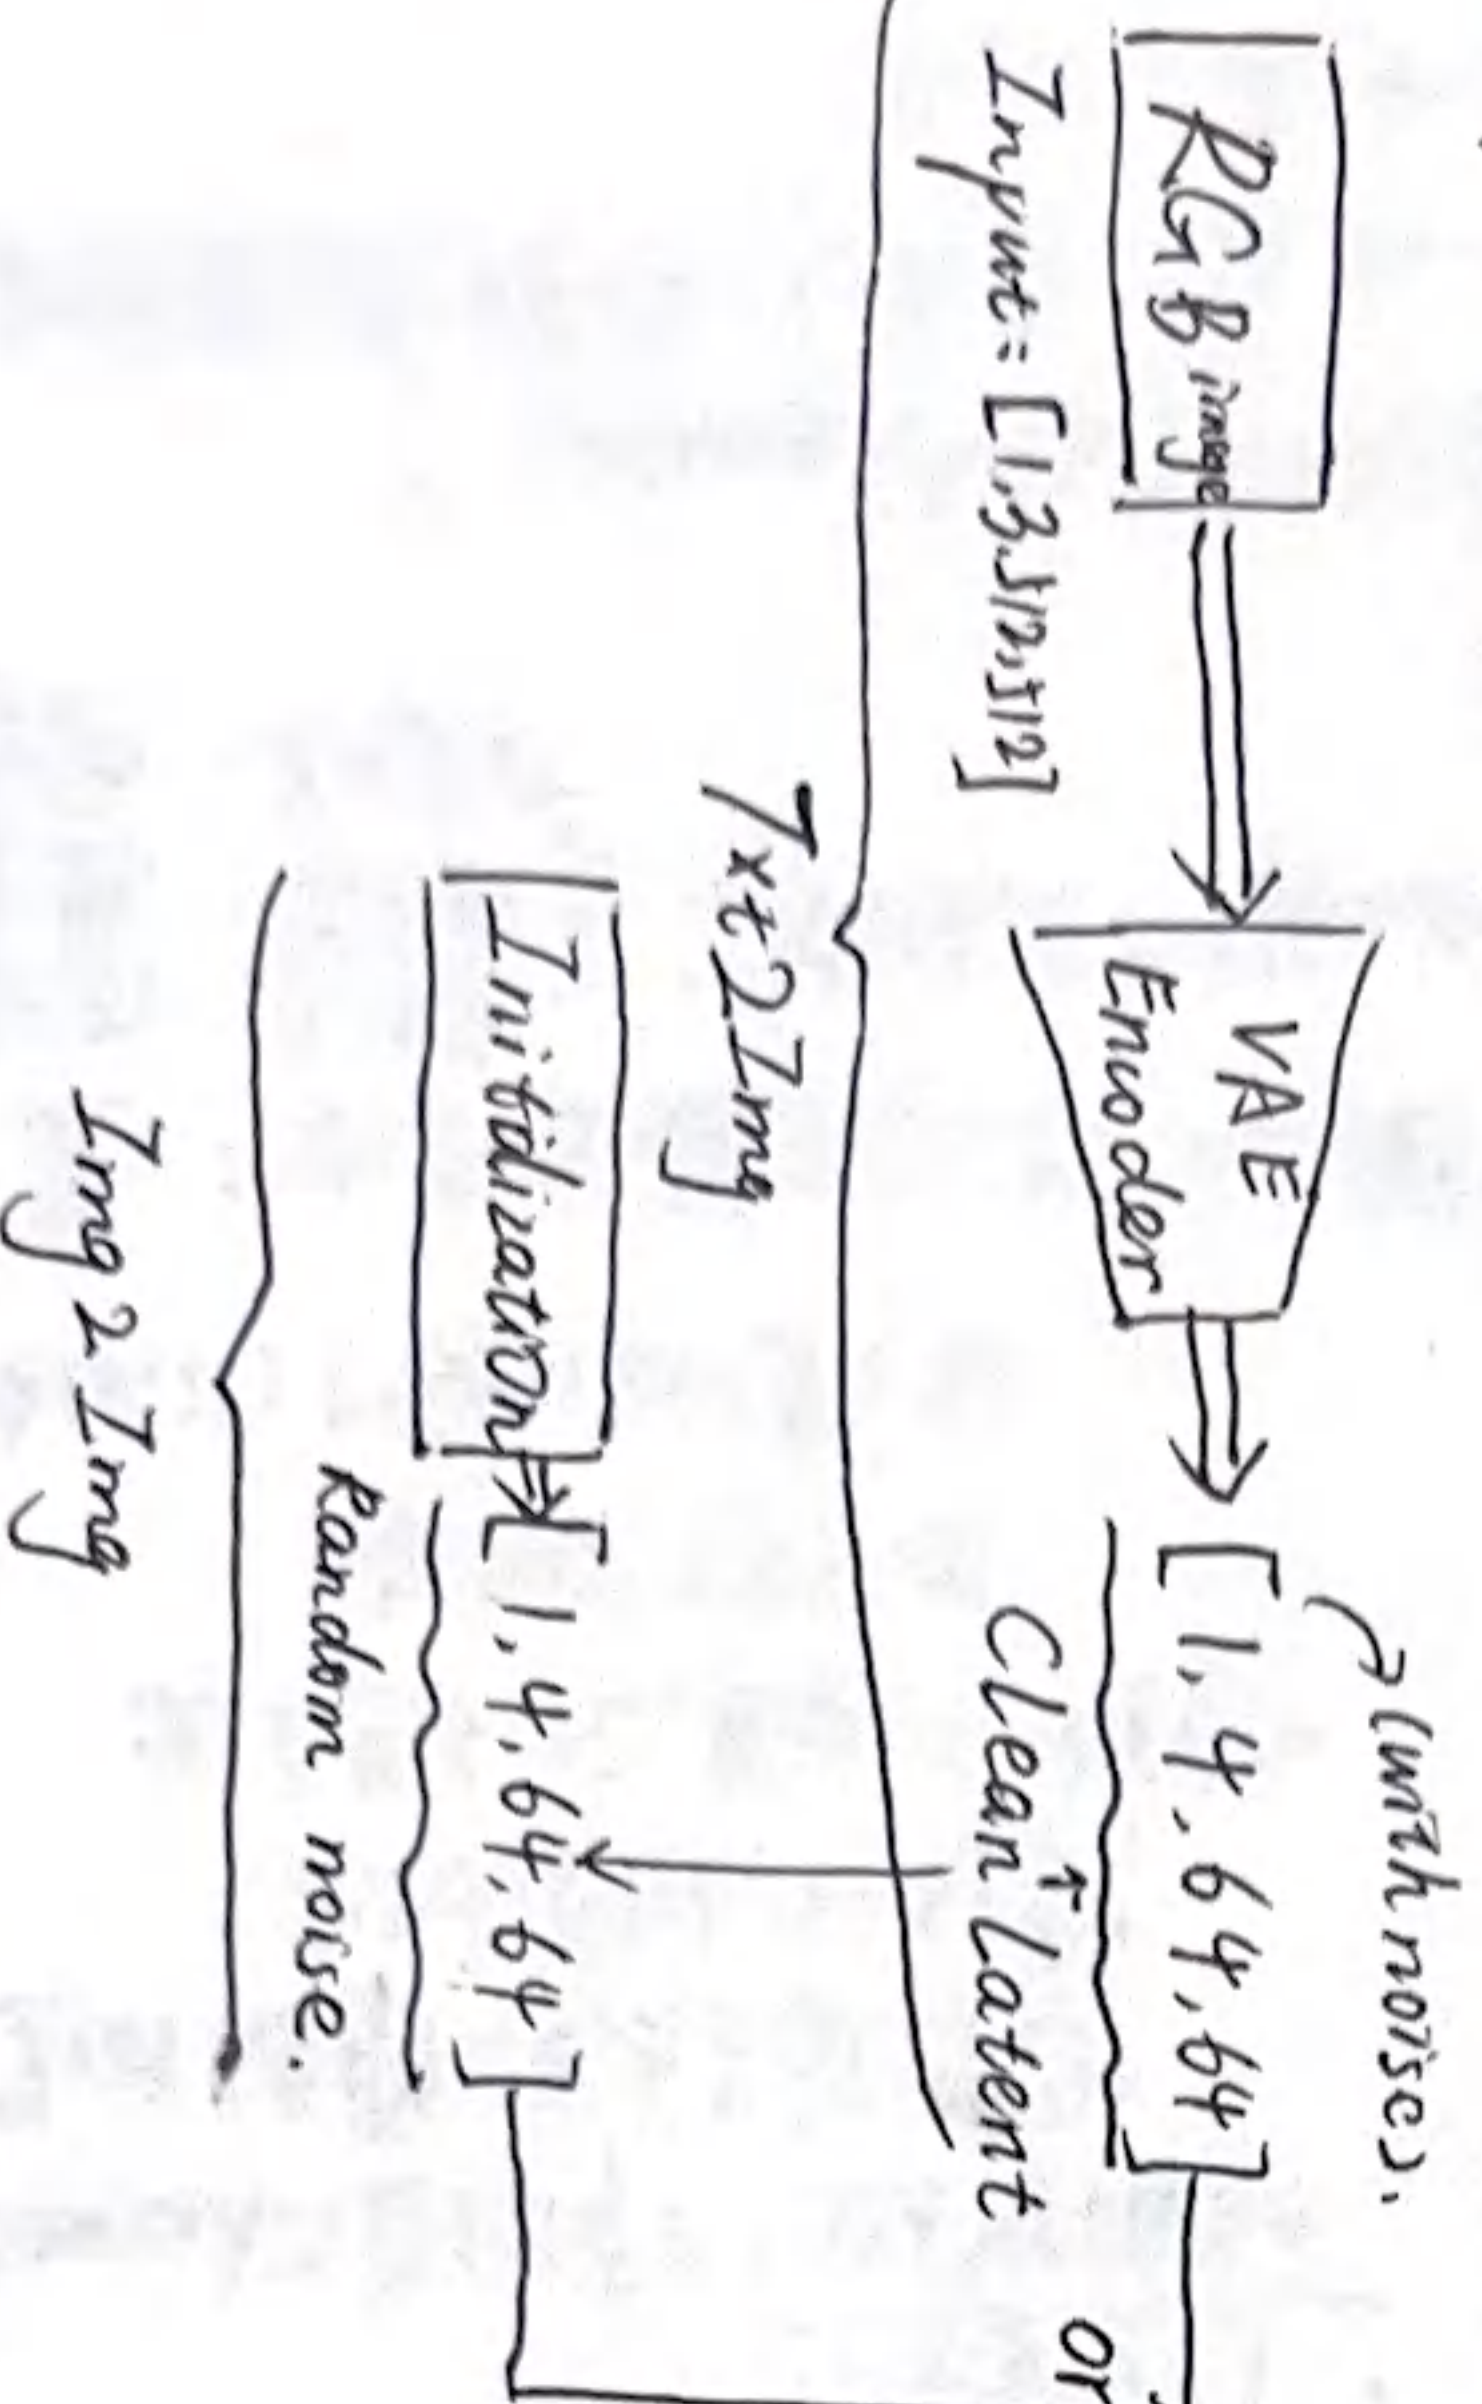 (with noise).
RGB image
VAE
Encoder
[1,4,64,64]
Input=[1,3,512,512]
Clean Latent
or
Txt2Img
Initialization
[1,4,64,64]
Random noise.
Img2Img